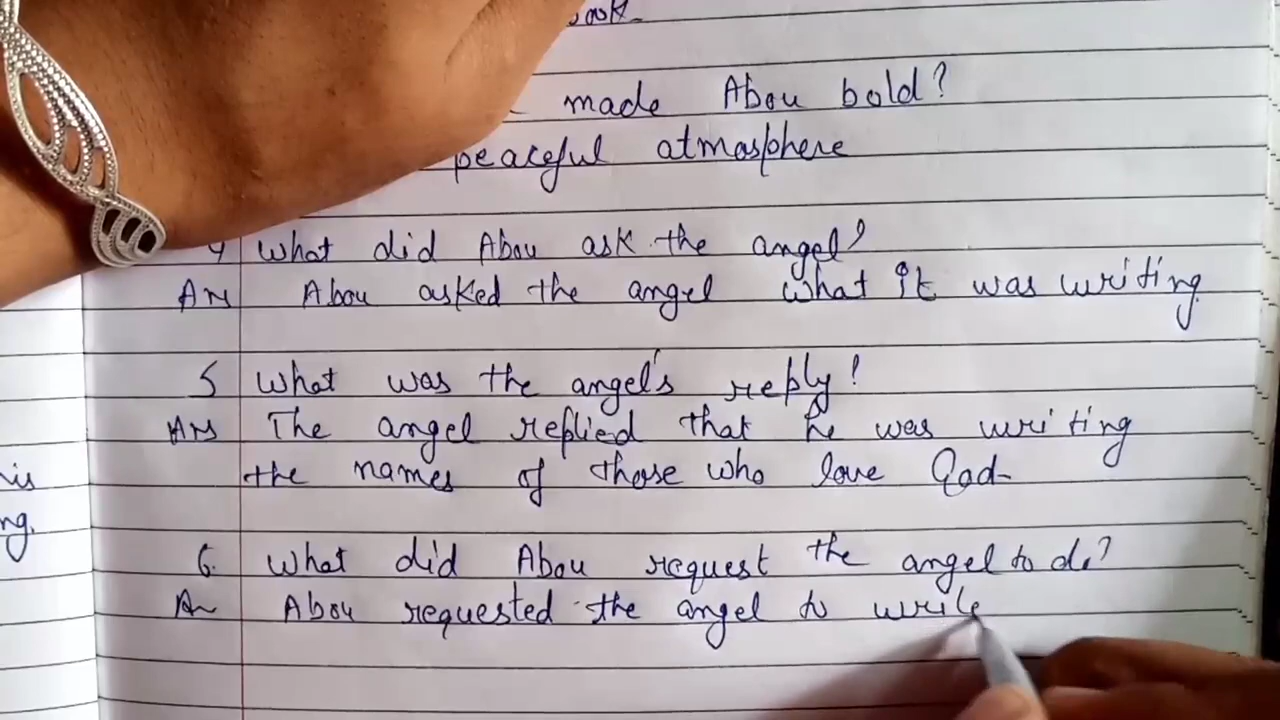 made Abou bold?
peaceful atmosphere
4 What did Abou ask the angel?
Ans Abou asked the angel what it was writing.
5 What was the angel's reply?
Ans The angel replied that he was writing
the names of those who love God-
6. What did Abou request the angel to do?
An Abou requested the angel to write
is
ng.